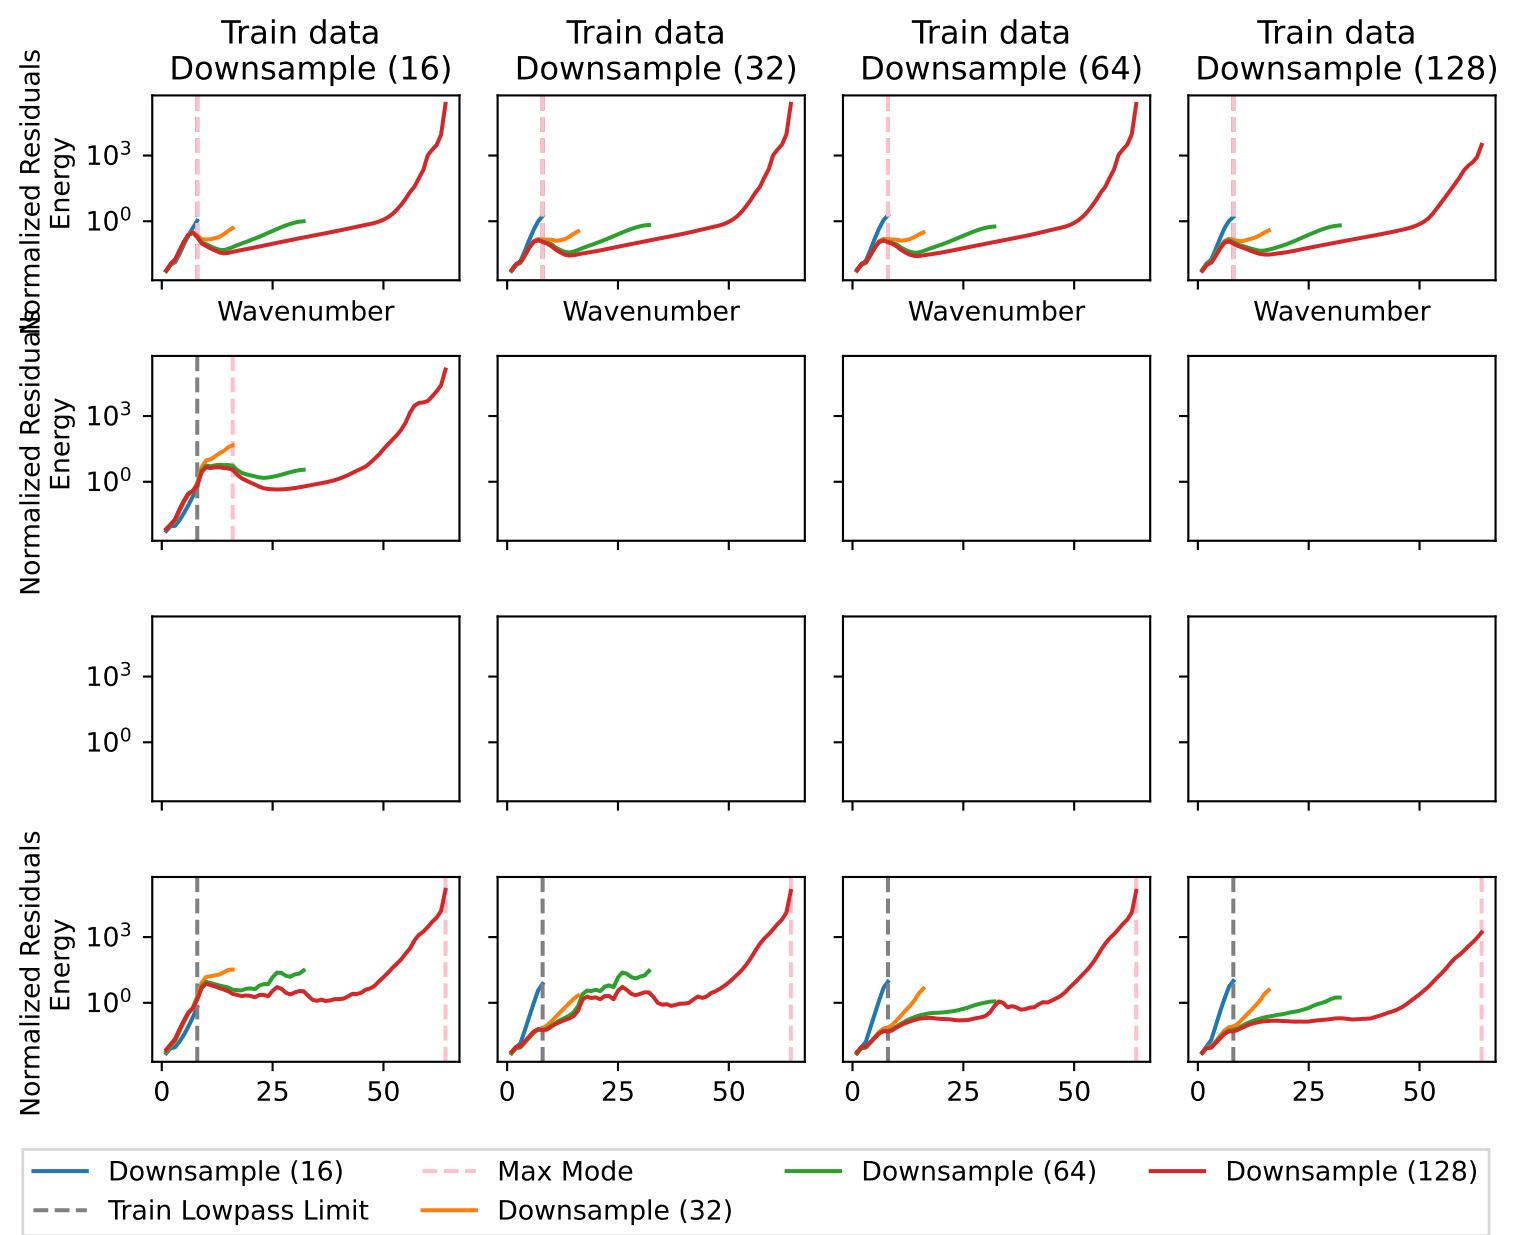 Train data
Downsample (16)
Train data
Downsample (32)
Train data
Downsample (64)
Train data
Downsample (128)
Normalized Residuals
Energy
10³
10⁰
Wavenumber
Wavenumber
Wavenumber
Wavenumber
Normalized Residuals
Energy
10³
10⁰
10³
10⁰
Normalized Residuals
Energy
10³
10⁰
0 25 50
0 25 50
0 25 50
0 25 50
Downsample (16)
Max Mode
Downsample (64)
Downsample (128)
Train Lowpass Limit
Downsample (32)